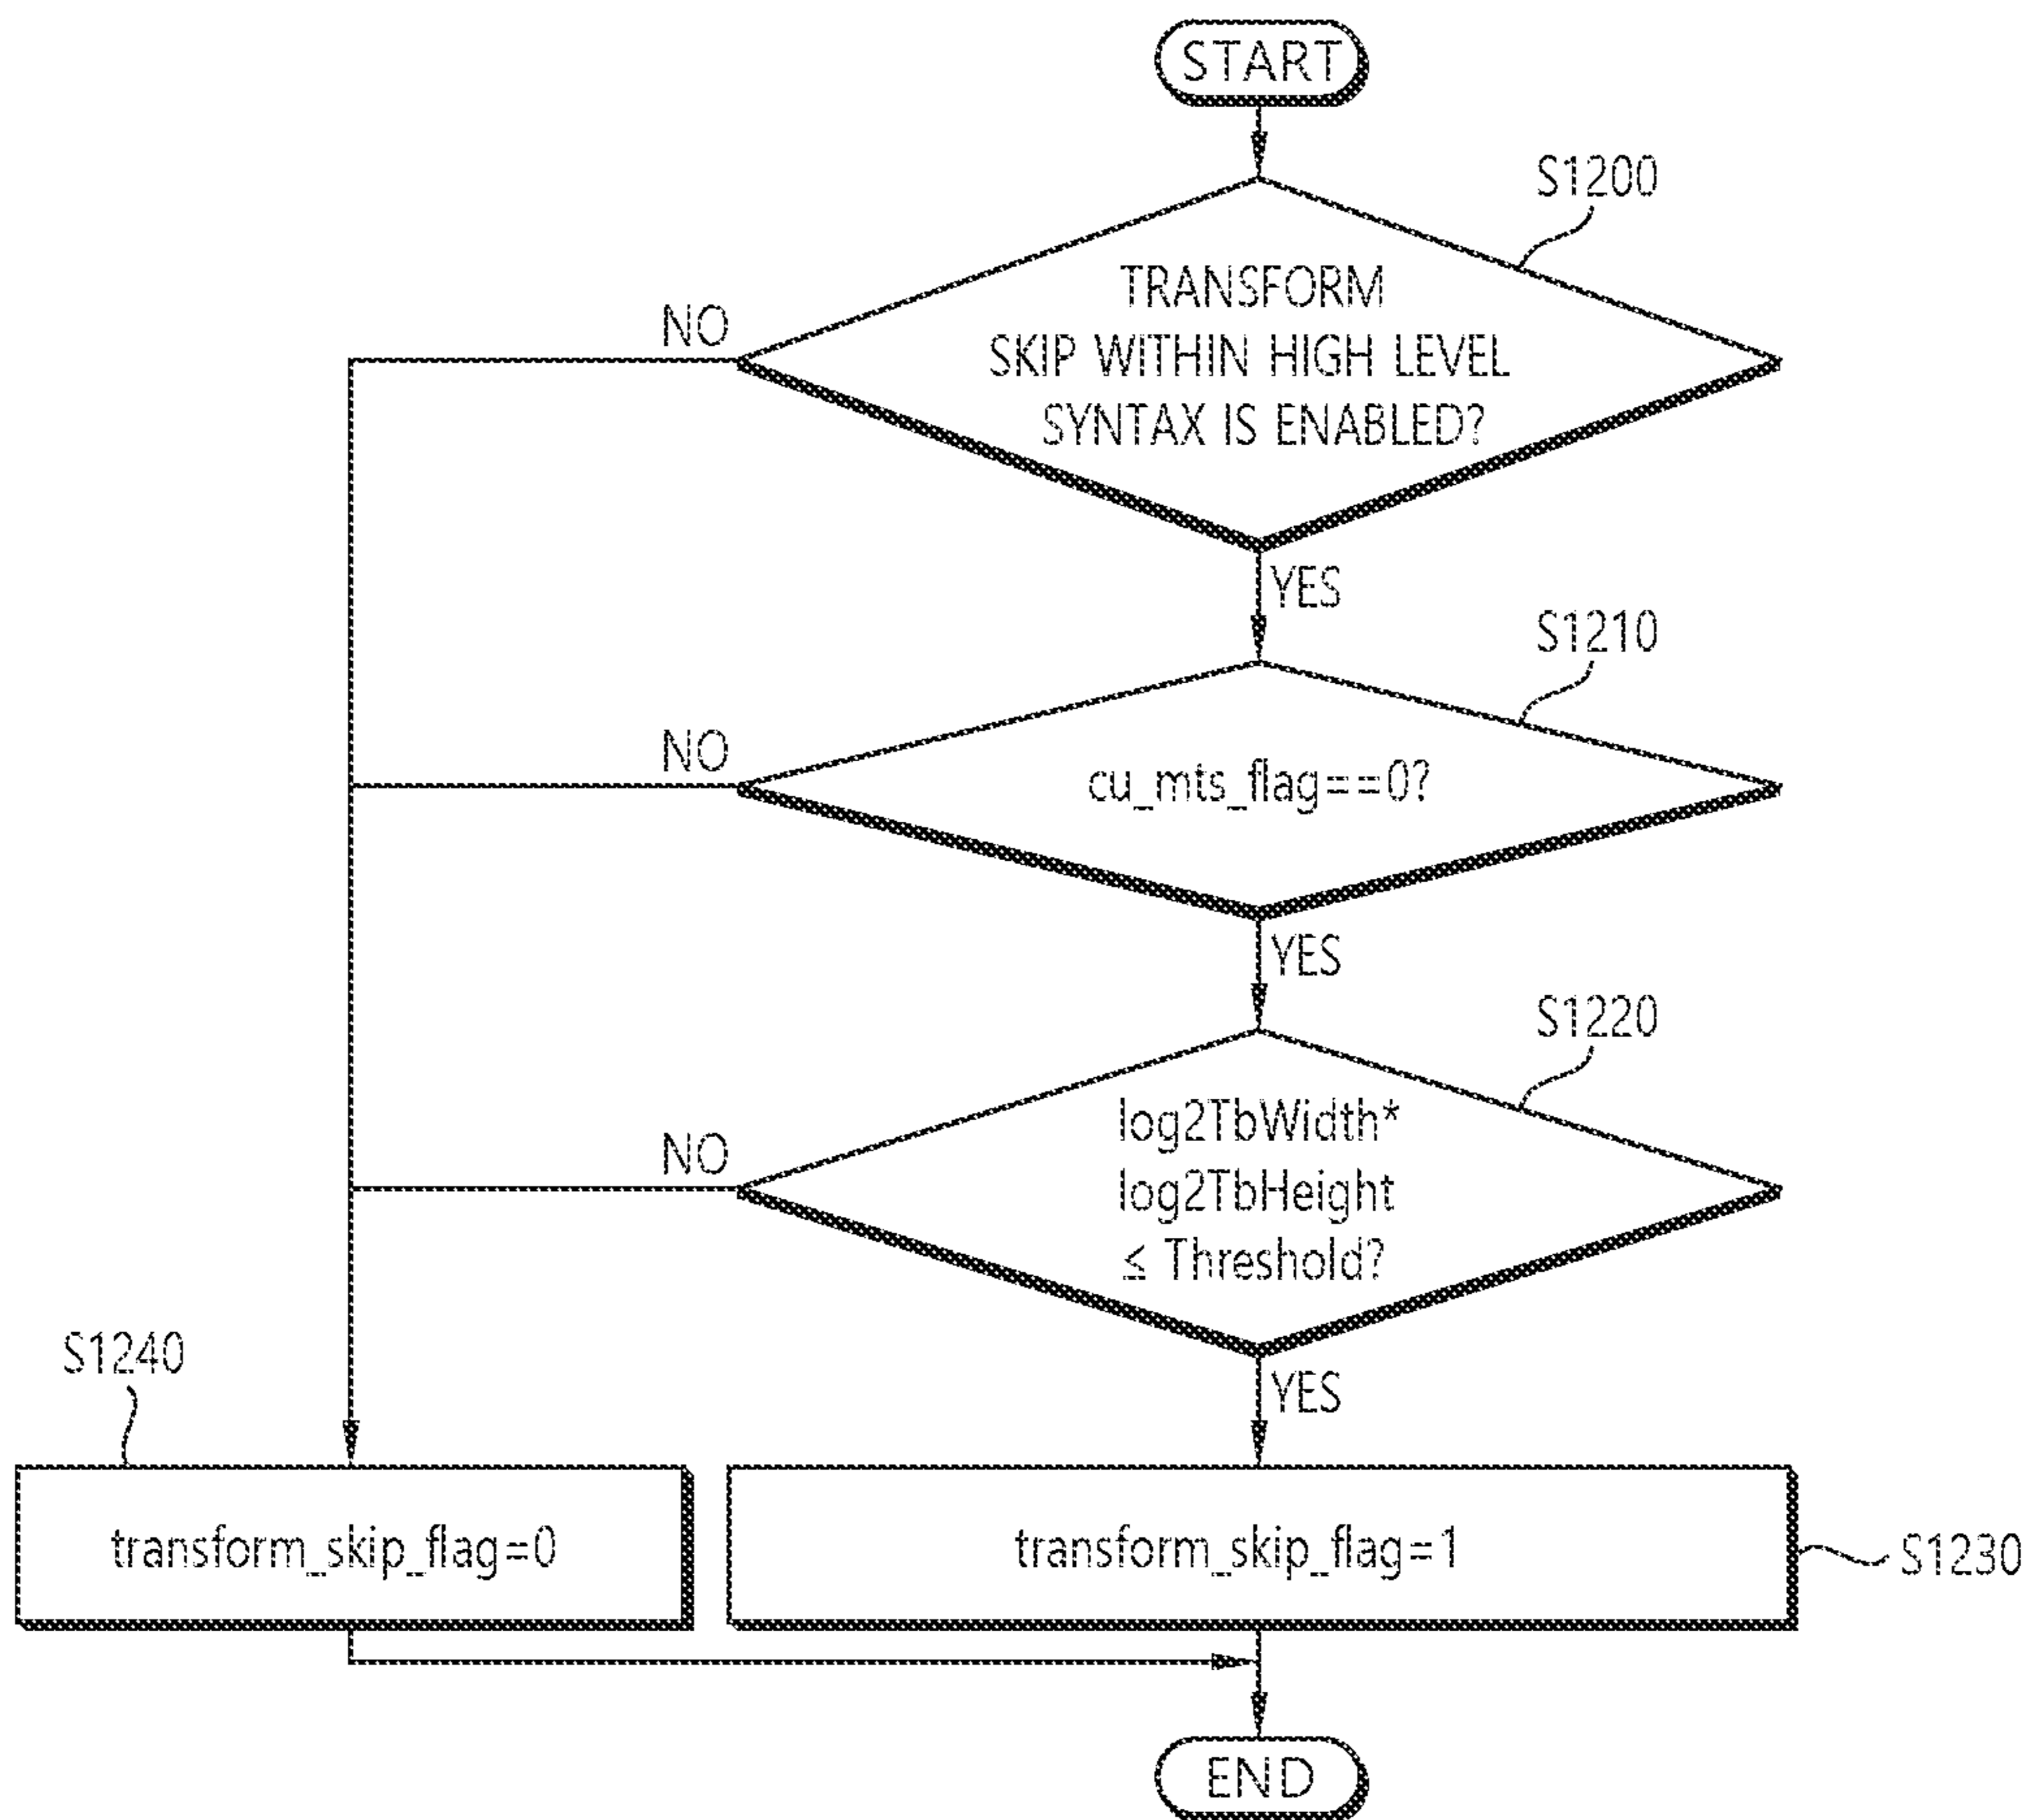 START
S1200
TRANSFORM
SKIP WITHIN HIGH LEVEL
SYNTAX IS ENABLED?
NO
YES
S1210
cu_mts_flag==0?
NO
YES
S1220
log2TbWidth*
log2TbHeight
≤ Threshold?
NO
YES
S1240
transform_skip_flag=0
transform_skip_flag=1
S1230
END